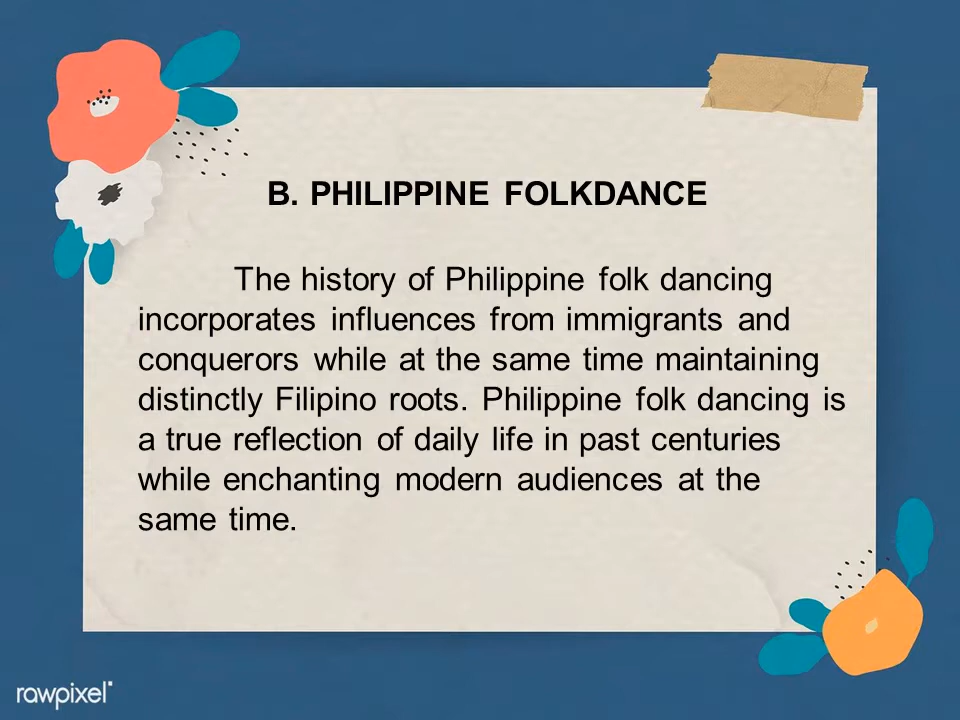 B. PHILIPPINE FOLKDANCE
The history of Philippine folk dancing
incorporates influences from immigrants and
conquerors while at the same time maintaining
distinctly Filipino roots. Philippine folk dancing is
a true reflection of daily life in past centuries
while enchanting modern audiences at the
same time.
rawpixel